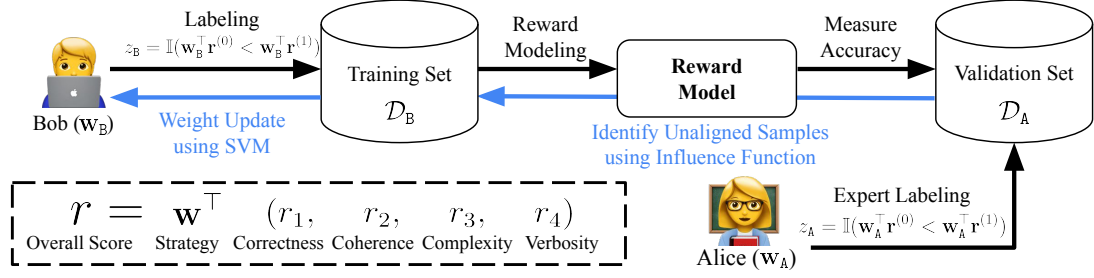 Labeling
z_B = 𝕀(w_B^⊤ r^(0) < w_B^⊤ r^(1))
Bob (w_B)
Weight Update
using SVM
Training Set
𝒟_B
Reward
Modeling
Reward
Model
Identify Unaligned Samples
using Influence Function
Measure
Accuracy
Validation Set
𝒟_A
r = w^⊤ (r_1, r_2, r_3, r_4)
Overall Score Strategy Correctness Coherence Complexity Verbosity
Expert Labeling
z_A = 𝕀(w_A^⊤ r^(0) < w_A^⊤ r^(1))
Alice (w_A)